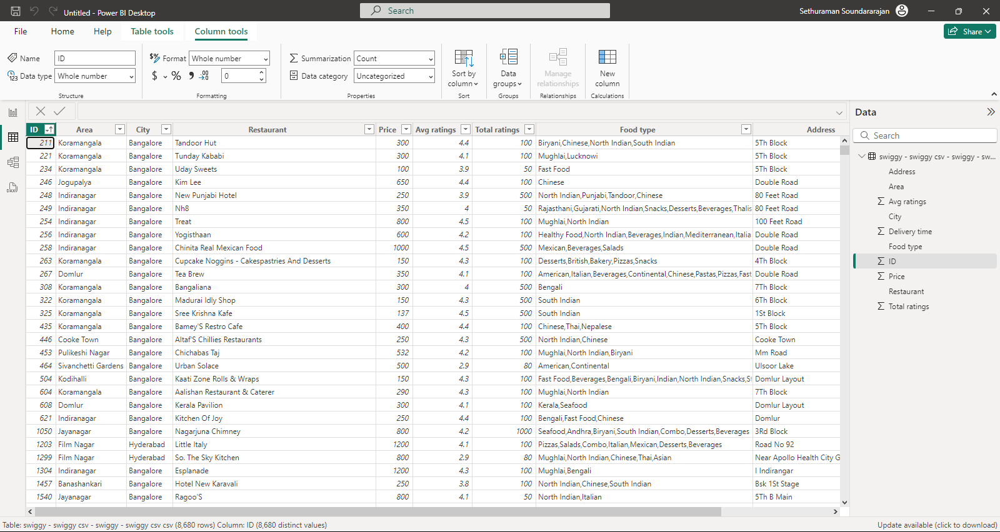 Untitled - Power BI Desktop
Search
Sethuraman Soundararajan
File Home Help Table tools Column tools
Share
Name ID
Data type Whole number
Structure
Format Whole number
$ % 9 .00 0
Formatting
Summarization Count
Data category Uncategorized
Properties
Sort by column
Sort
Data groups
Groups
Manage relationships
Relationships
New column
Calculations
Data
Search
swiggy - swiggy csv - swiggy - sw...
Address
Area
Avg ratings
City
Delivery time
Food type
ID
Price
Restaurant
Total ratings
ID Area City Restaurant Price Avg ratings Total ratings Food type Address
211 Koramangala Bangalore Tandoor Hut 300 4.4 100 Biryani,Chinese,North Indian,South Indian 5Th Block
221 Koramangala Bangalore Tunday Kababi 300 4.1 100 Mughlai,Lucknowi 5Th Block
234 Koramangala Bangalore Uday Sweets 100 3.9 50 Fast Food 5Th Block
246 Jogupalya Bangalore Kim Lee 650 4.4 100 Chinese Double Road
248 Indiranagar Bangalore New Punjabi Hotel 250 3.9 500 North Indian,Punjabi,Tandoor,Chinese 80 Feet Road
249 Indiranagar Bangalore Nh8 350 4 50 Rajasthani,Gujarati,North Indian,Snacks,Desserts,Beverages,Thalis 80 Feet Road
254 Indiranagar Bangalore Treat 800 4.5 100 Mughlai,North Indian 100 Feet Road
256 Indiranagar Bangalore Yogisthaan 600 4.2 100 Healthy Food,North Indian,Beverages,Indian,Mediterranean,Italia Double Road
258 Indiranagar Bangalore Chinita Real Mexican Food 1000 4.5 500 Mexican,Beverages,Salads Double Road
263 Koramangala Bangalore Cupcake Noggins - Cakespastries And Desserts 150 4.3 100 Desserts,British,Bakery,Pizzas,Snacks 4Th Block
267 Domlur Bangalore Tea Brew 350 4.1 100 American,Italian,Beverages,Continental,Chinese,Pastas,Pizzas,Fast Double Road
308 Koramangala Bangalore Bangaliana 300 4 500 Bengali 7Th Block
322 Koramangala Bangalore Madurai Idly Shop 150 4.3 500 South Indian 6Th Block
325 Koramangala Bangalore Sree Krishna Kafe 137 4.5 500 South Indian 1St Block
435 Koramangala Bangalore Bamey'S Restro Cafe 400 4.4 100 Chinese,Thai,Nepalese 5Th Block
446 Cooke Town Bangalore Altaf'S Chillies Restaurants 250 4.3 500 North Indian,Chinese Cooke Town
453 Pulikeshi Nagar Bangalore Chichabas Taj 532 4.2 100 Mughlai,North Indian,Biryani Mm Road
464 Sivanchetti Gardens Bangalore Urban Solace 500 2.9 80 American,Continental Ulsoor Lake
504 Kodihalli Bangalore Kaati Zone Rolls & Wraps 150 4.3 100 Fast Food,Beverages,Bengali,Biryani,Indian,North Indian,Snacks,S Domlur Layout
604 Koramangala Bangalore Aalishan Restaurant & Caterer 290 4.3 100 Mughlai,North Indian 7Th Block
608 Domlur Bangalore Kerala Pavilion 300 4.1 100 Kerala,Seafood Domlur Layout
621 Indiranagar Bangalore Kitchen Of Joy 250 4.4 100 Bengali,Fast Food,Chinese Domlur
1050 Jayanagar Bangalore Nagarjuna Chimney 800 4.2 1000 Seafood,Andhra,Biryani,South Indian,Combo,Desserts,Beverages 3Rd Block
1203 Film Nagar Hyderabad Little Italy 1200 4.1 100 Pizzas,Salads,Combo,Italian,Mexican,Desserts,Beverages Road No 92
1299 Film Nagar Hyderabad So. The Sky Kitchen 800 2.9 80 Mughlai,North Indian,Chinese,Thai,Asian Near Apollo Health City G
1304 Indiranagar Bangalore Esplanade 1200 4.3 100 Mughlai,Bengali I Indirangar
1457 Banashankari Bangalore Hotel New Karavali 250 3.8 100 North Indian,Chinese,South Indian Bsk 1St Stage
1540 Jayanagar Bangalore Ragoo'S 800 4.1 50 North Indian,Italian 5Th B Main
Table: swiggy - swiggy csv - swiggy - swiggy csv csv (8,680 rows) Column: ID (8,680 distinct values)
Update available (click to download)